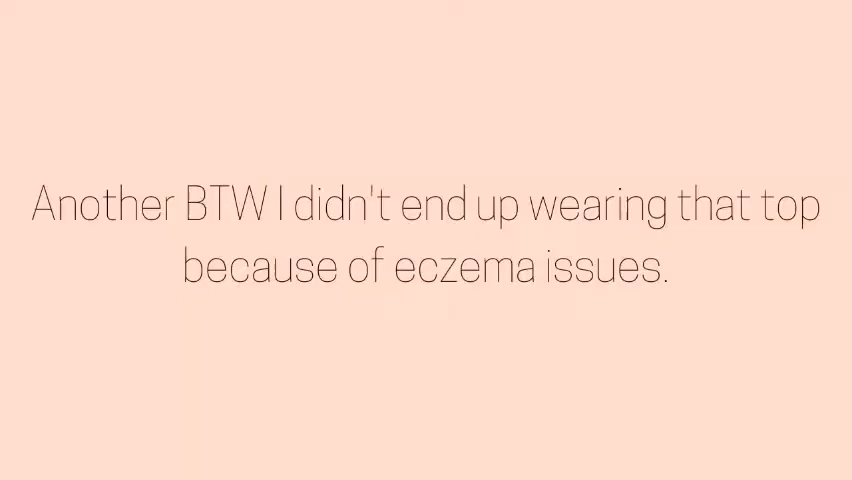 Another BTW I didn't end up wearing that top
because of eczema issues.